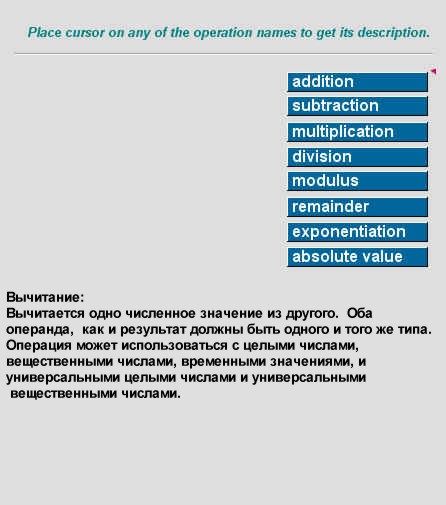 Place cursor on any of the operation names to get its description.
addition
subtraction
multiplication
division
modulus
remainder
exponentiation
absolute value
Вычитание:
Вычитается одно численное значение из другого. Оба
операнда, как и результат должны быть одного и того же типа.
Операция может использоваться с целыми числами,
вещественными числами, временными значениями, и
универсальными целыми числами и универсальными
вещественными числами.